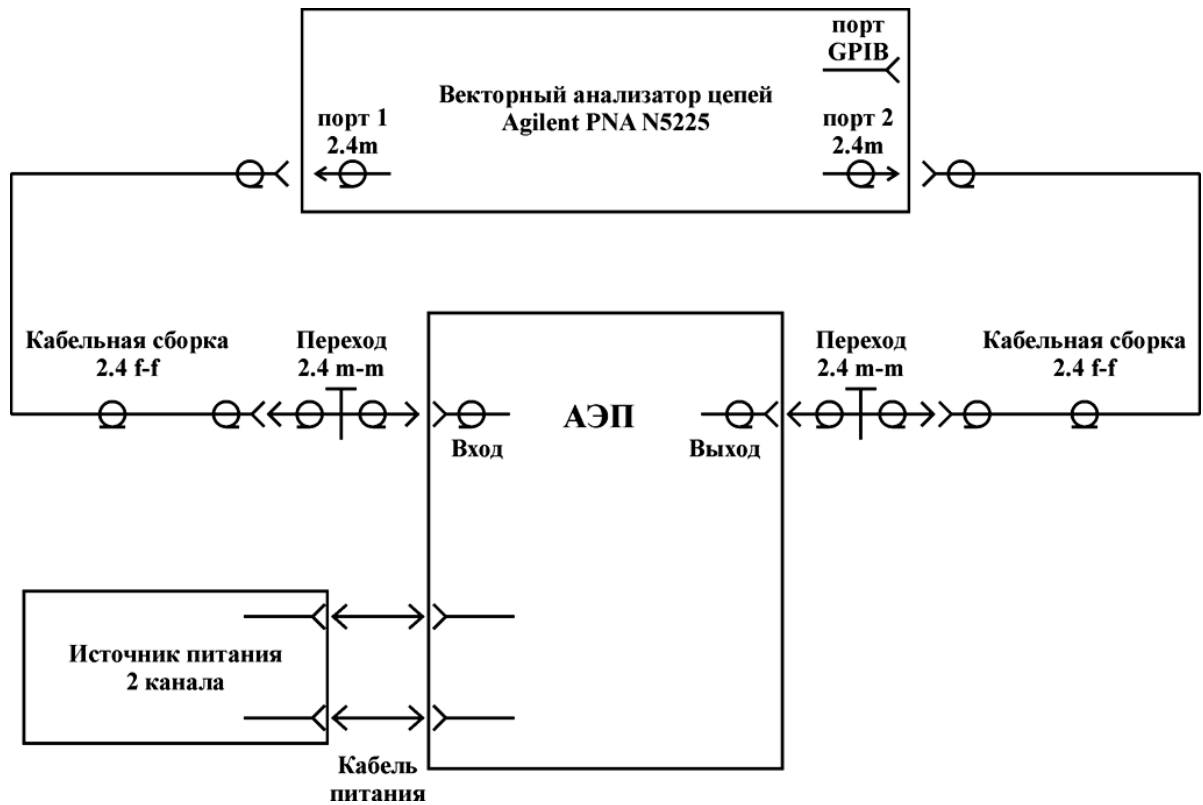 порт
GPIB
Векторный анализатор цепей
Agilent PNA N5225
порт 1
2.4m
порт 2
2.4m
Кабельная сборка
2.4 f-f
Переход
2.4 m-m
АЭП
Вход
Выход
Переход
2.4 m-m
Кабельная сборка
2.4 f-f
Источник питания
2 канала
Кабель
питания